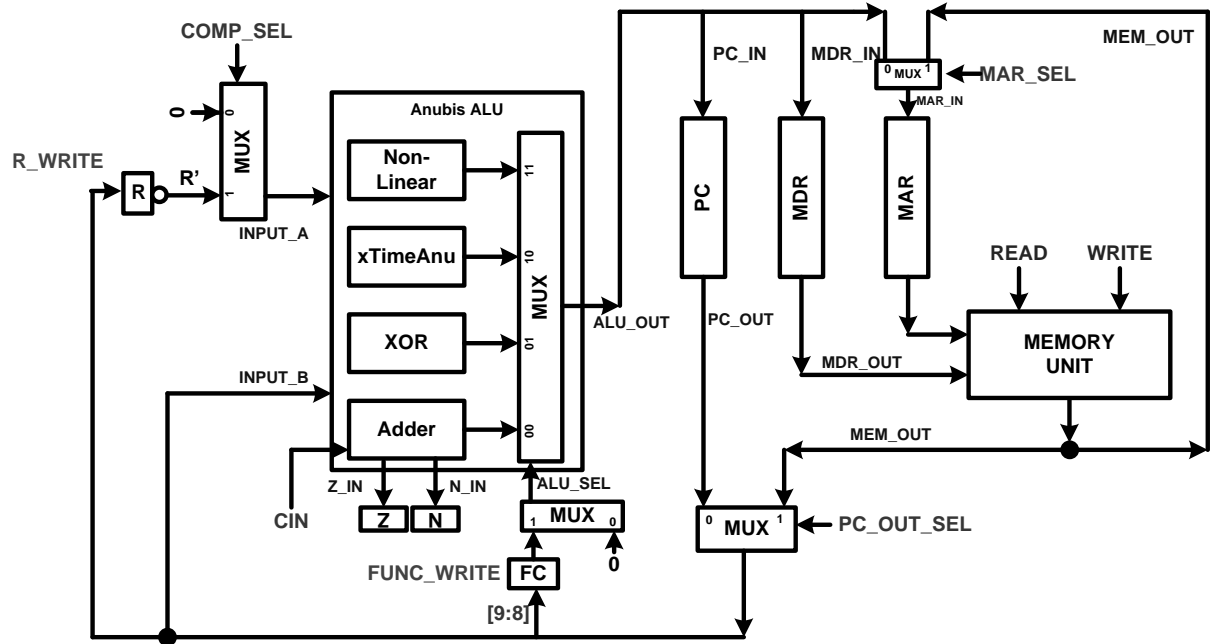 COMP_SEL
0
0
MUX
1
R_WRITE
R
R'
INPUT_A
Anubis ALU
Non-
Linear
11
xTimeAnu
10
MUX
XOR
01
INPUT_B
Adder
00
ALU_OUT
Z_IN
N_IN
ALU_SEL
CIN
Z
N
1
MUX
0
0
FUNC_WRITE
FC
[9:8]
PC_IN
MDR_IN
0
MUX
1
MEM_OUT
MAR_SEL
MAR_IN
PC
MDR
MAR
READ
WRITE
PC_OUT
MDR_OUT
MEMORY
UNIT
MEM_OUT
0
MUX
1
PC_OUT_SEL